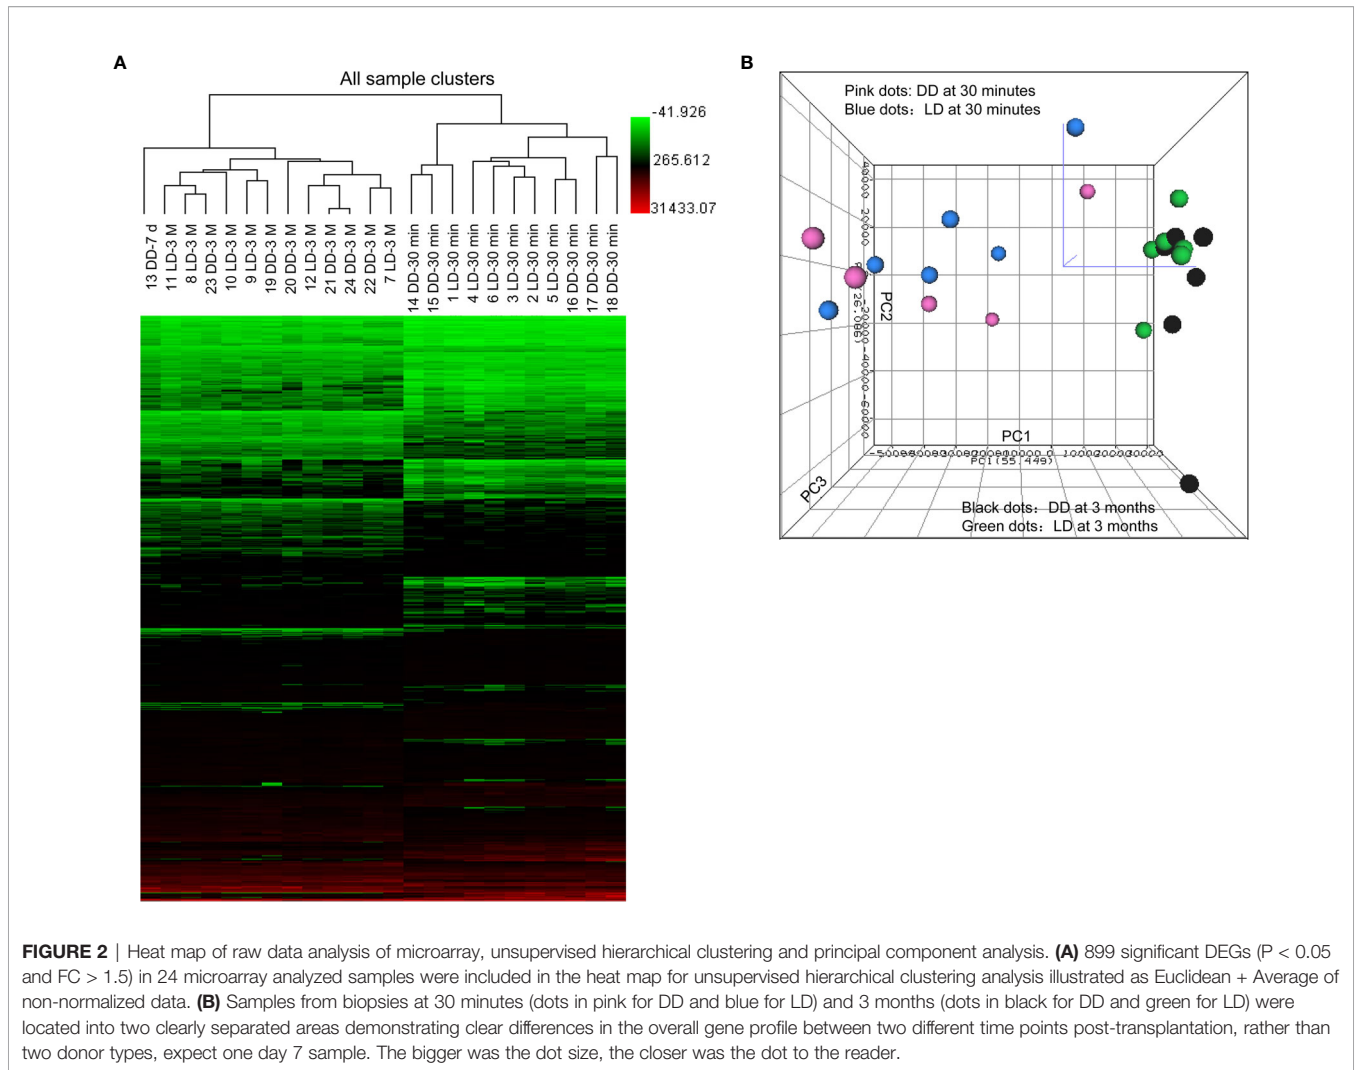 A
All sample clusters
-41.926
265.612
31433.07
13 DD-7 d
11 LD-3 M
8 LD-3 M
23 DD-3 M
10 LD-3 M
9 LD-3 M
19 DD-3 M
20 DD-3 M
12 LD-3 M
21 DD-3 M
24 DD-3 M
22 DD-3 M
7 LD-3 M
14 DD-30 min
15 DD-30 min
1 LD-30 min
4 LD-30 min
6 LD-30 min
3 LD-30 min
2 LD-30 min
5 LD-30 min
16 DD-30 min
17 DD-30 min
18 DD-30 min
B
Pink dots: DD at 30 minutes
Blue dots: LD at 30 minutes
40000
20000
PC2
-20000
-40000
-60000
PC1
0 10000 20000 30000
PC1(55.449)
PC3
Black dots: DD at 3 months
Green dots: LD at 3 months
FIGURE 2 | Heat map of raw data analysis of microarray, unsupervised hierarchical clustering and principal component analysis. (A) 899 significant DEGs (P < 0.05
and FC > 1.5) in 24 microarray analyzed samples were included in the heat map for unsupervised hierarchical clustering analysis illustrated as Euclidean + Average of
non-normalized data. (B) Samples from biopsies at 30 minutes (dots in pink for DD and blue for LD) and 3 months (dots in black for DD and green for LD) were
located into two clearly separated areas demonstrating clear differences in the overall gene profile between two different time points post-transplantation, rather than
two donor types, expect one day 7 sample. The bigger was the dot size, the closer was the dot to the reader.